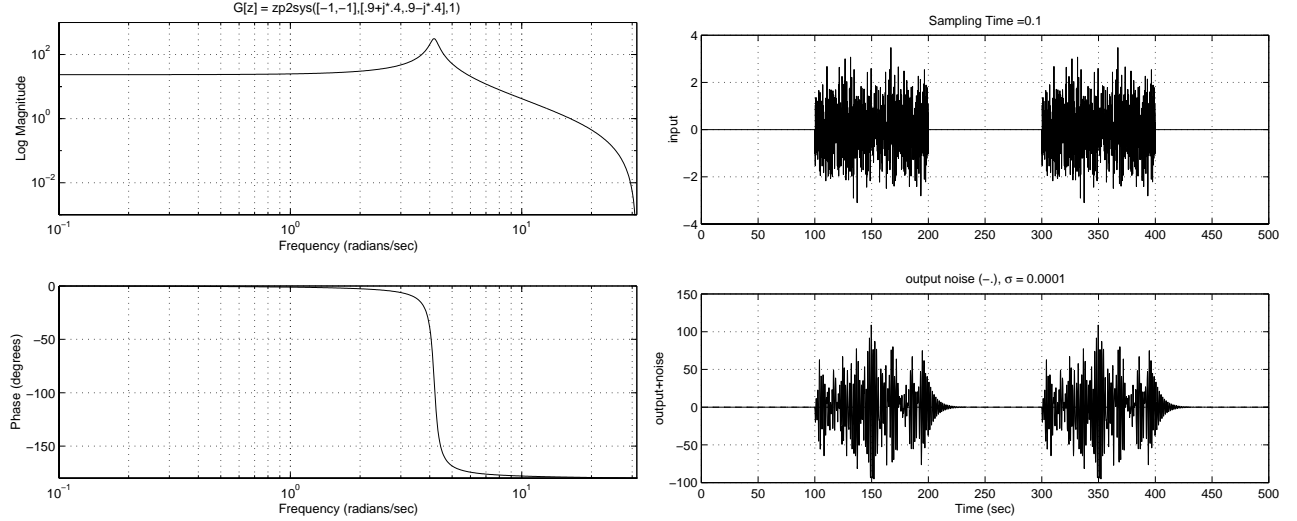 G[z] = zp2sys([−1,−1],[.9+j*.4,.9−j*.4],1)
10^2
10^0
10^−2
Log Magnitude
10^−1
10^0
10^1
Frequency (radians/sec)
0
−50
−100
−150
Phase (degrees)
10^−1
10^0
10^1
Frequency (radians/sec)
Sampling Time =0.1
4
2
0
−2
−4
input
0 50 100 150 200 250 300 350 400 450 500
output noise (−.), σ = 0.0001
150
100
50
0
−50
−100
output+noise
0 50 100 150 200 250 300 350 400 450 500
Time (sec)